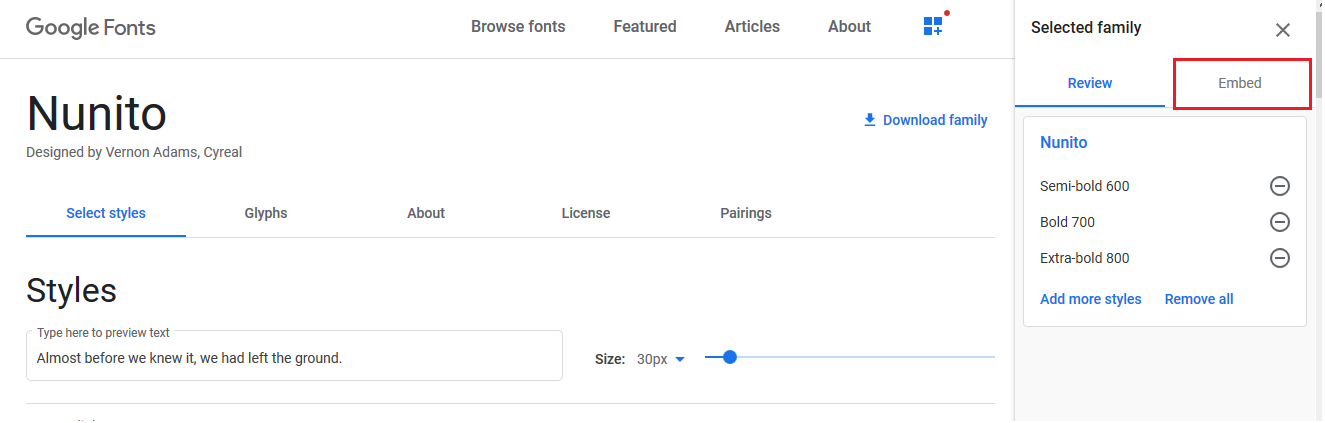 Google Fonts
Browse fonts
Featured
Articles
About
Selected family
Review
Embed
Nunito
Designed by Vernon Adams, Cyreal
Download family
Nunito
Semi-bold 600
Bold 700
Extra-bold 800
Add more styles
Remove all
Select styles
Glyphs
About
License
Pairings
Styles
Type here to preview text
Almost before we knew it, we had left the ground.
Size:
30px